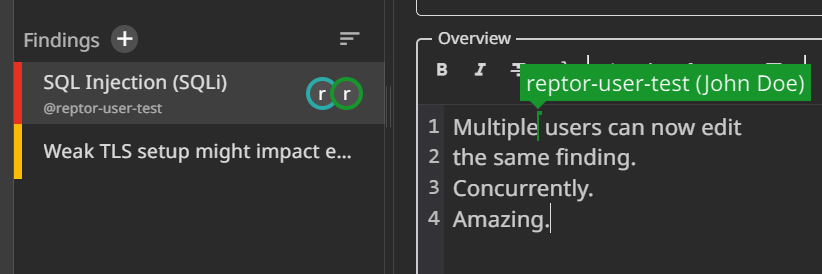 Findings +
SQL Injection (SQLi)
@reptor-user-test
r r
Weak TLS setup might impact e...
Overview
B I
reptor-user-test (John Doe)
1 Multiple users can now edit
2 the same finding.
3 Concurrently.
4 Amazing.